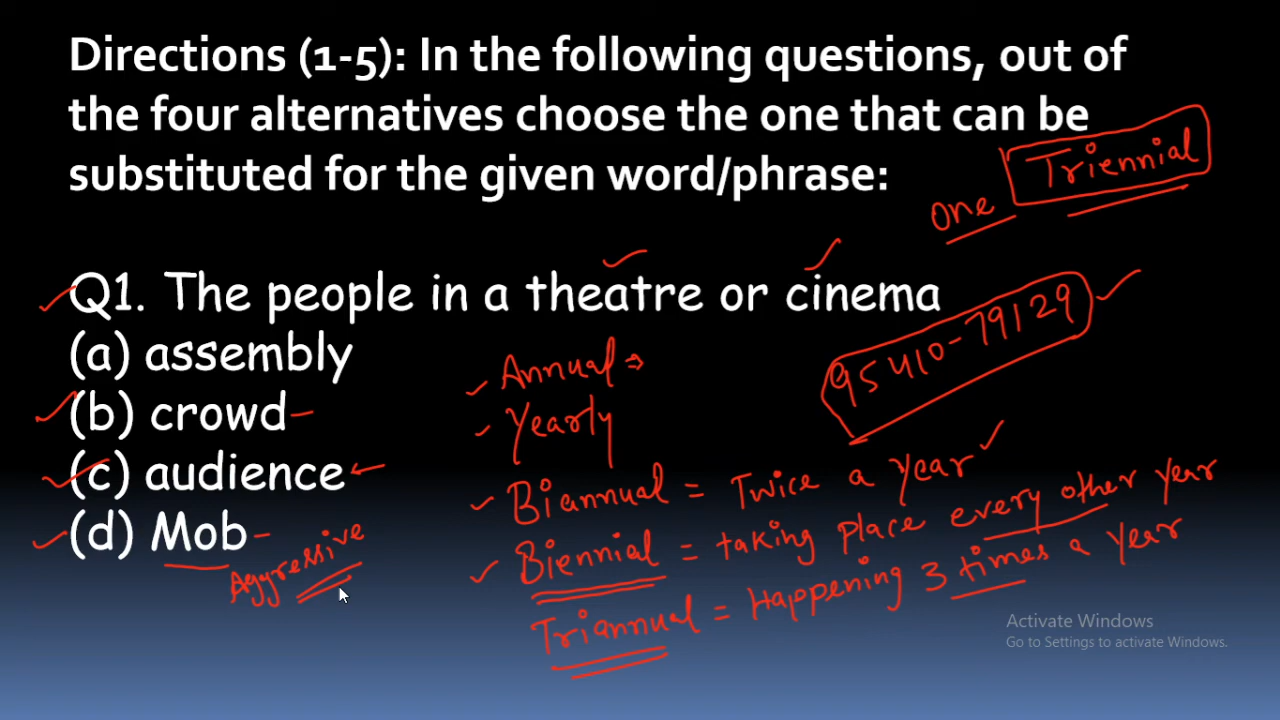 Directions (1-5): In the following questions, out of
the four alternatives choose the one that can be
substituted for the given word/phrase:
one Triennial
Q1. The people in a theatre or cinema
(a) assembly
(b) crowd
(c) audience
(d) Mob
Aggressive
95410-79129
Annual ⇒
Yearly
Biannual = Twice a year
Biennial = taking place every other year
Triannual = Happening 3 times a year
Activate Windows
Go to Settings to activate Windows.